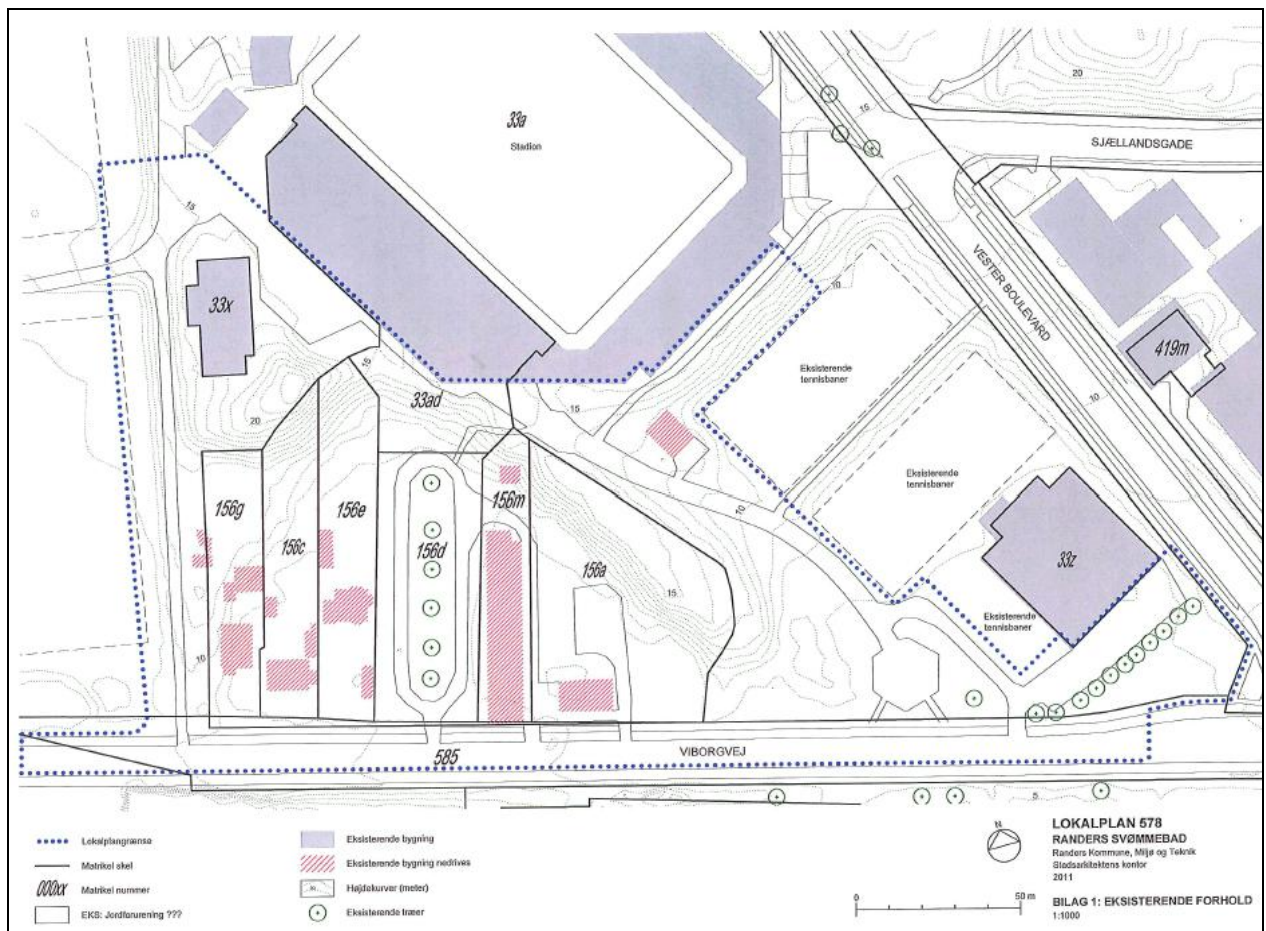 20
15
33a
Stadion
SJÆLLANDSGADE
VESTER BOULEVARD
15
10
33x
Eksisterende
tennisbaner
419m
10
15
33ad
15
20
Eksisterende
tennisbaner
156g
156c
156e
156d
156m
156a
10
33z
15
Eksisterende
tennisbaner
10
VIBORGVEJ
585
5
Lokalplangrænse
Matrikel skel
000xx Matrikel nummer
EKS: Jordforurening ???
Eksisterende bygning
Eksisterende bygning nedrives
Højdekurver (meter)
Eksisterende træer
N
0 50 m
LOKALPLAN 578
RANDERS SVØMMEBAD
Randers Kommune, Miljø og Teknik
Stadsarkitektens kontor
2011
BILAG 1: EKSISTERENDE FORHOLD
1:1000